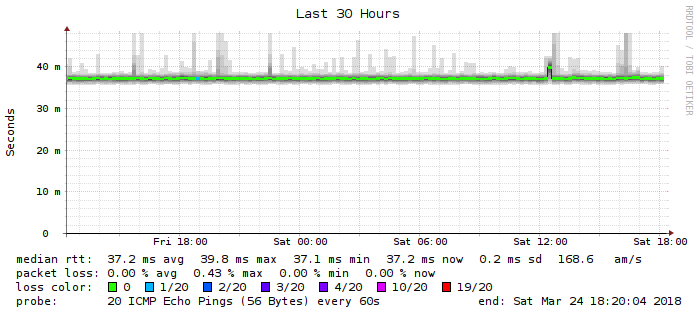 Last 30 Hours
RRDTOOL / TOBI OETIKER
Seconds
40 m
30 m
20 m
10 m
0
Fri 18:00 Sat 00:00 Sat 06:00 Sat 12:00 Sat 18:00
median rtt: 37.2 ms avg 39.8 ms max 37.1 ms min 37.2 ms now 0.2 ms sd 168.6 am/s
packet loss: 0.00 % avg 0.43 % max 0.00 % min 0.00 % now
loss color: 0 1/20 2/20 3/20 4/20 10/20 19/20
probe: 20 ICMP Echo Pings (56 Bytes) every 60s end: Sat Mar 24 18:20:04 2018